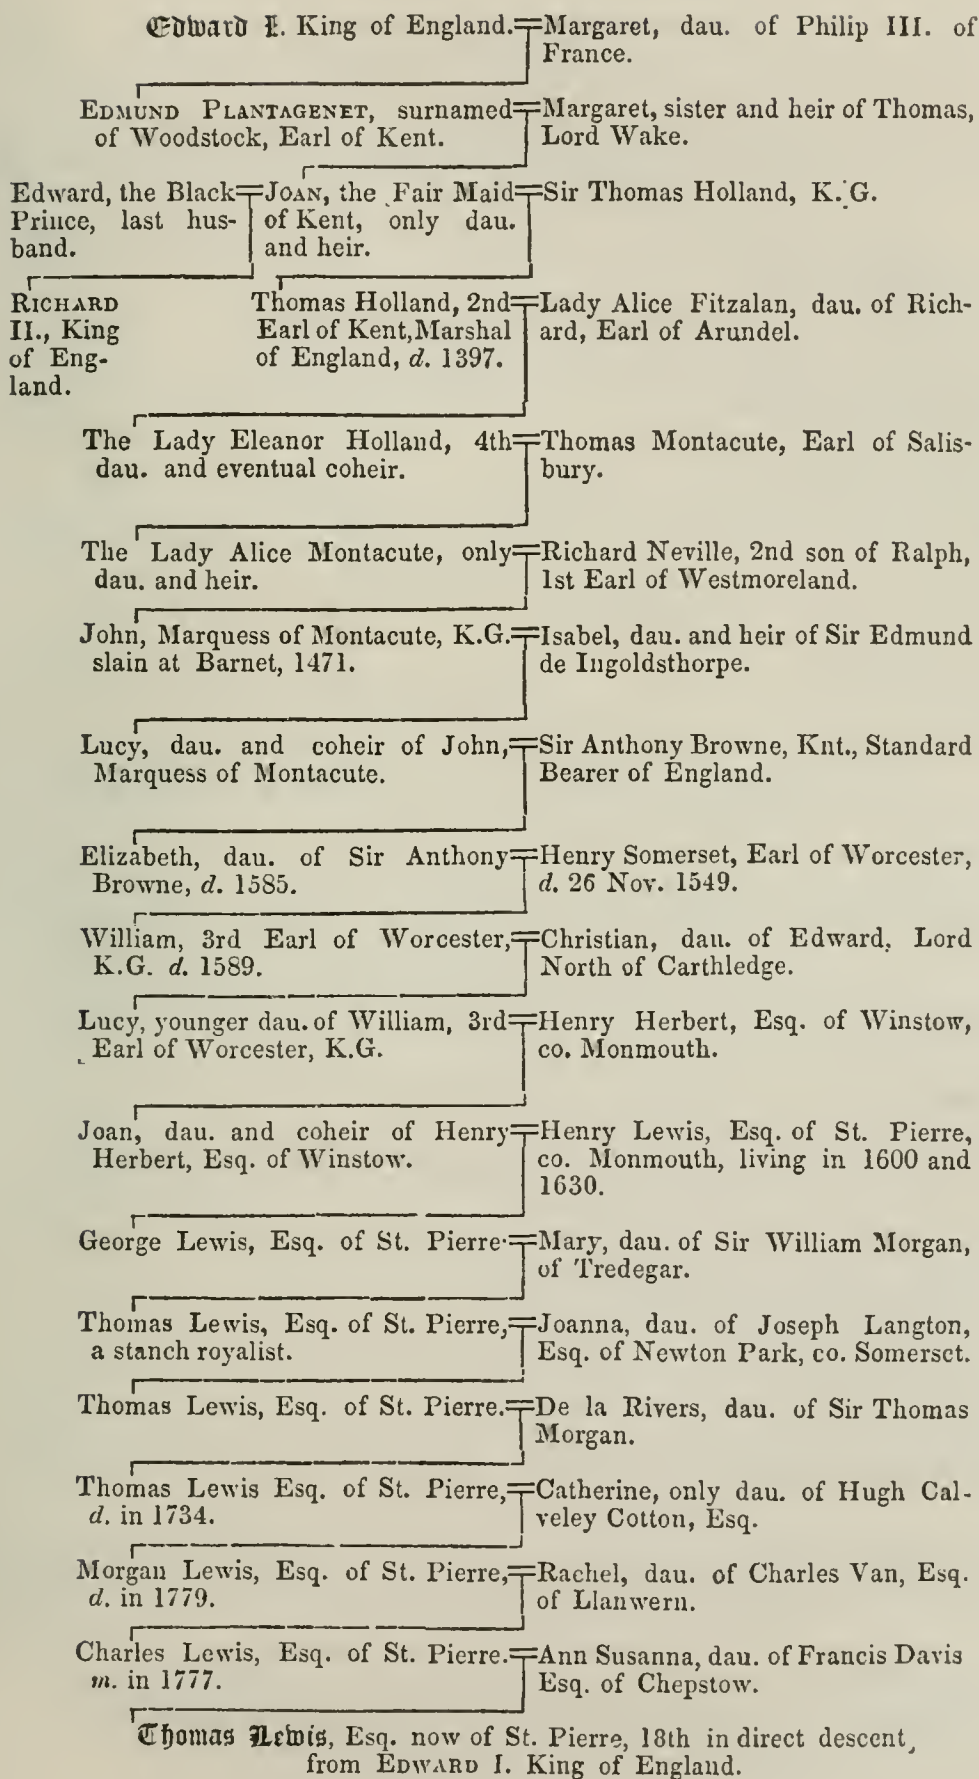 Edward I. King of England.=Margaret, dau. of Philip III. of
France.
EDMUND PLANTAGENET, surnamed=Margaret, sister and heir of Thomas,
of Woodstock, Earl of Kent. Lord Wake.
Edward, the Black=JOAN, the Fair Maid=Sir Thomas Holland, K.G.
Prince, last hus- of Kent, only dau.
band. and heir.
RICHARD Thomas Holland, 2nd=Lady Alice Fitzalan, dau. of Rich-
II., King Earl of Kent, Marshal ard, Earl of Arundel.
of Eng- of England, d. 1397.
land.
The Lady Eleanor Holland, 4th=Thomas Montacute, Earl of Salis-
dau. and eventual coheir. bury.
The Lady Alice Montacute, only=Richard Neville, 2nd son of Ralph,
dau. and heir. 1st Earl of Westmoreland.
John, Marquess of Montacute, K.G.=Isabel, dau. and heir of Sir Edmund
slain at Barnet, 1471. de Ingoldsthorpe.
Lucy, dau. and coheir of John,=Sir Anthony Browne, Knt., Standard
Marquess of Montacute. Bearer of England.
Elizabeth, dau. of Sir Anthony=Henry Somerset, Earl of Worcester,
Browne, d. 1585. d. 26 Nov. 1549.
William, 3rd Earl of Worcester,=Christian, dau. of Edward, Lord
K.G. d. 1589. North of Carthledge.
Lucy, younger dau. of William, 3rd=Henry Herbert, Esq. of Winstow,
Earl of Worcester, K.G. co. Monmouth.
Joan, dau. and coheir of Henry=Henry Lewis, Esq. of St. Pierre,
Herbert, Esq. of Winstow. co. Monmouth, living in 1600 and
1630.
George Lewis, Esq. of St. Pierre.=Mary, dau. of Sir William Morgan,
of Tredegar.
Thomas Lewis, Esq. of St. Pierre,=Joanna, dau. of Joseph Langton,
a stanch royalist. Esq. of Newton Park, co. Somerset.
Thomas Lewis, Esq. of St. Pierre.=De la Rivers, dau. of Sir Thomas
Morgan.
Thomas Lewis Esq. of St. Pierre,=Catherine, only dau. of Hugh Cal-
d. in 1734. veley Cotton, Esq.
Morgan Lewis, Esq. of St. Pierre,=Rachel, dau. of Charles Van, Esq.
d. in 1779. of Llanwern.
Charles Lewis, Esq. of St. Pierre.=Ann Susanna, dau. of Francis Davis
m. in 1777. Esq. of Chepstow.
Thomas Lewis, Esq. now of St. Pierre, 18th in direct descent,
from EDWARD I. King of England.